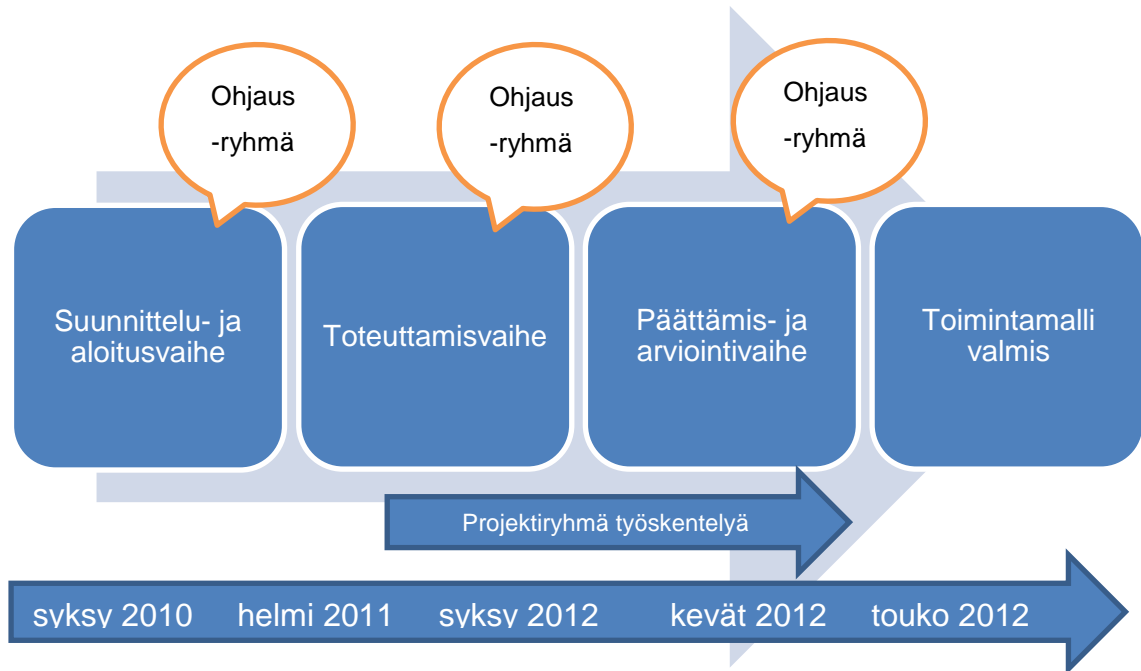 Ohjaus
-ryhmä
Ohjaus
-ryhmä
Ohjaus
-ryhmä
Suunnittelu- ja
aloitusvaihe
Toteuttamisvaihe
Päättämis- ja
arviointivaihe
Toimintamalli
valmis
Projektiryhmä työskentelyä
syksy 2010 helmi 2011 syksy 2012 kevät 2012 touko 2012